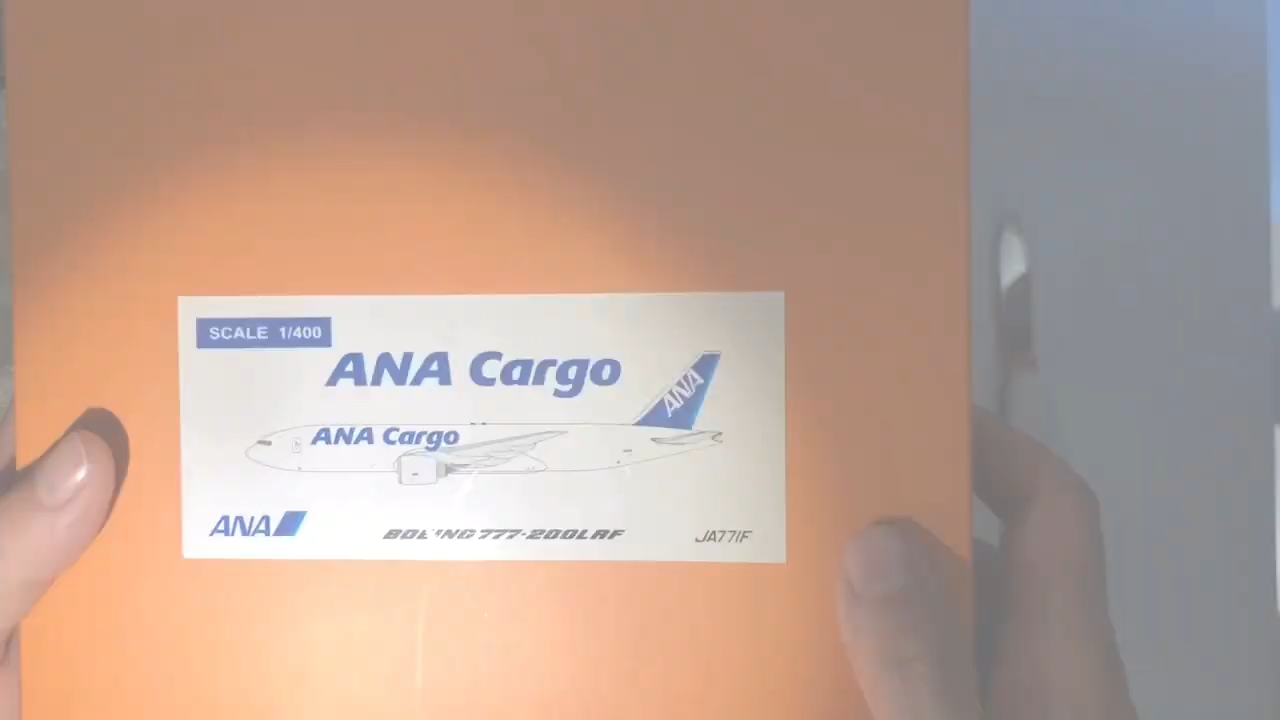 SCALE 1/400
ANA Cargo
ANA
ANA Cargo
ANA
BOEING 777-200LRF
JA771F